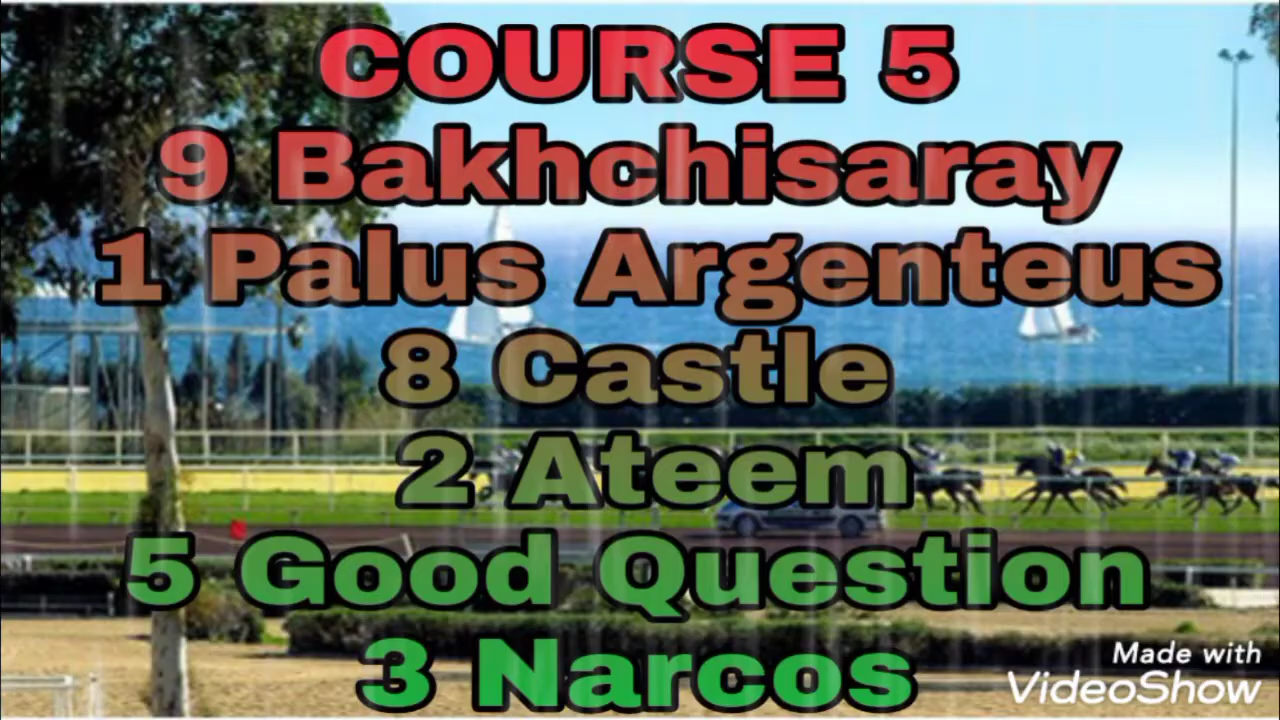 COURSE 5
9 Bakhchisaray
1 Palus Argenteus
8 Castle
2 Ateem
5 Good Question
3 Narcos
Made with
VideoShow